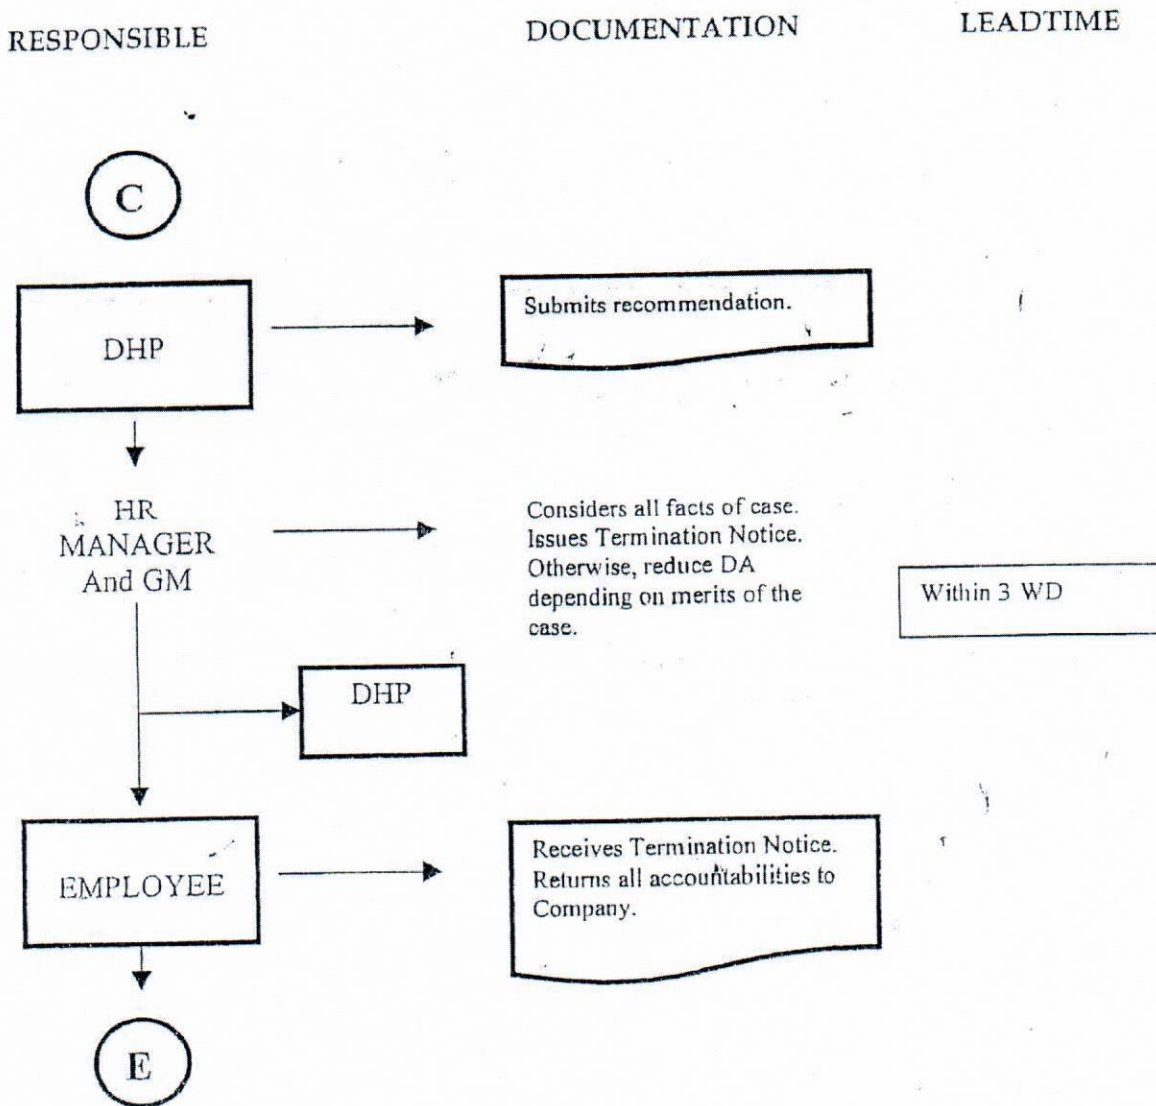 RESPONSIBLE
DOCUMENTATION
LEADTIME
C
DHP
Submits recommendation.
HR
MANAGER
And GM
Considers all facts of case.
Issues Termination Notice.
Otherwise, reduce DA
depending on merits of the
case.
Within 3 WD
DHP
EMPLOYEE
Receives Termination Notice.
Returns all accountabilities to
Company.
E